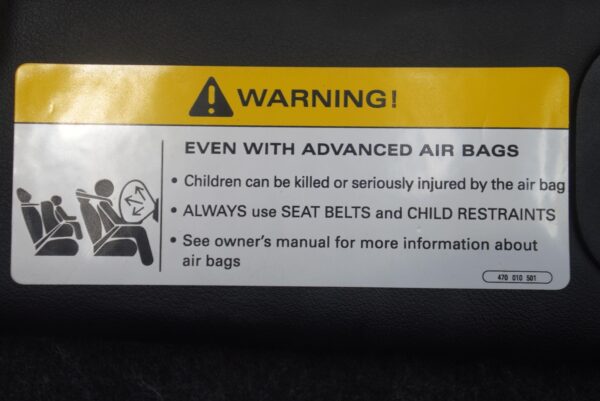 WARNING!
EVEN WITH ADVANCED AIR BAGS
• Children can be killed or seriously injured by the air bag
• ALWAYS use SEAT BELTS and CHILD RESTRAINTS
• See owner's manual for more information about
air bags
470 010 501